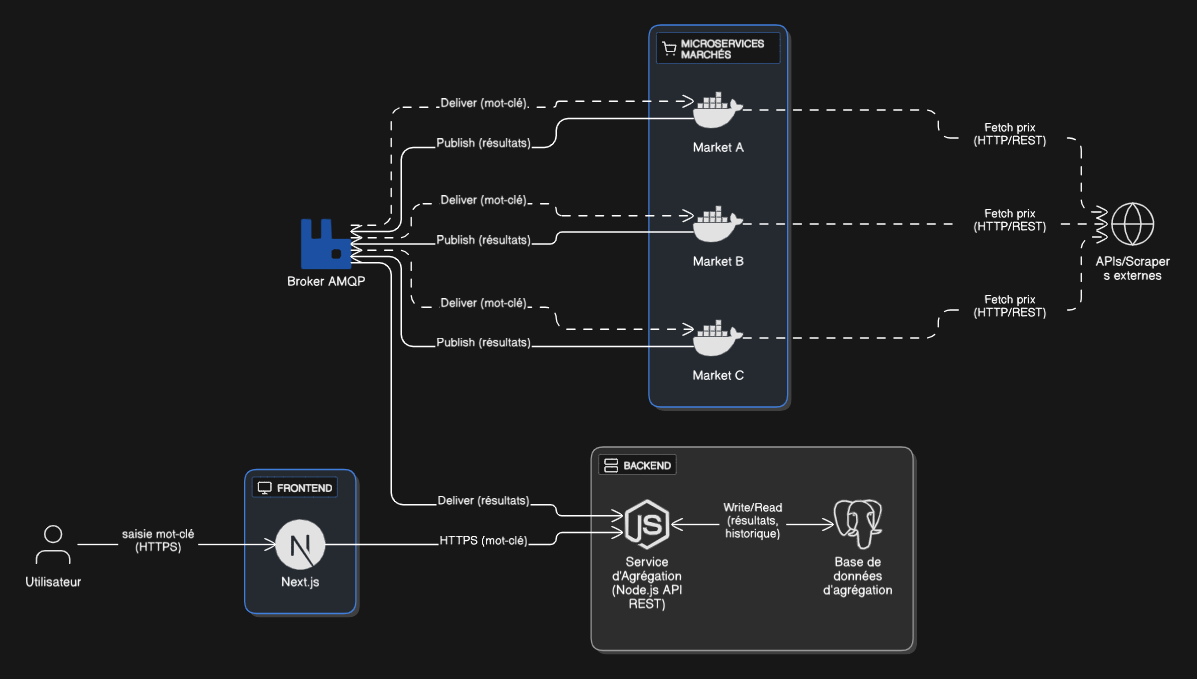 MICROSERVICES
MARCHÉS
Deliver (mot-clé)
Publish (résultats)
Market A
Fetch prix
(HTTP/REST)
Deliver (mot-clé)
Publish (résultats)
Market B
Fetch prix
(HTTP/REST)
Broker AMQP
APIs/Scraper
s externes
Deliver (mot-clé)
Publish (résultats)
Market C
Fetch prix
(HTTP/REST)
BACKEND
FRONTEND
Deliver (résultats)
HTTPS (mot-clé)
saisie mot-clé
(HTTPS)
Utilisateur
N
Next.js
JS
Service
d'Agrégation
(Node.js API
REST)
Write/Read
(résultats,
historique)
Base de
données
d'agrégation